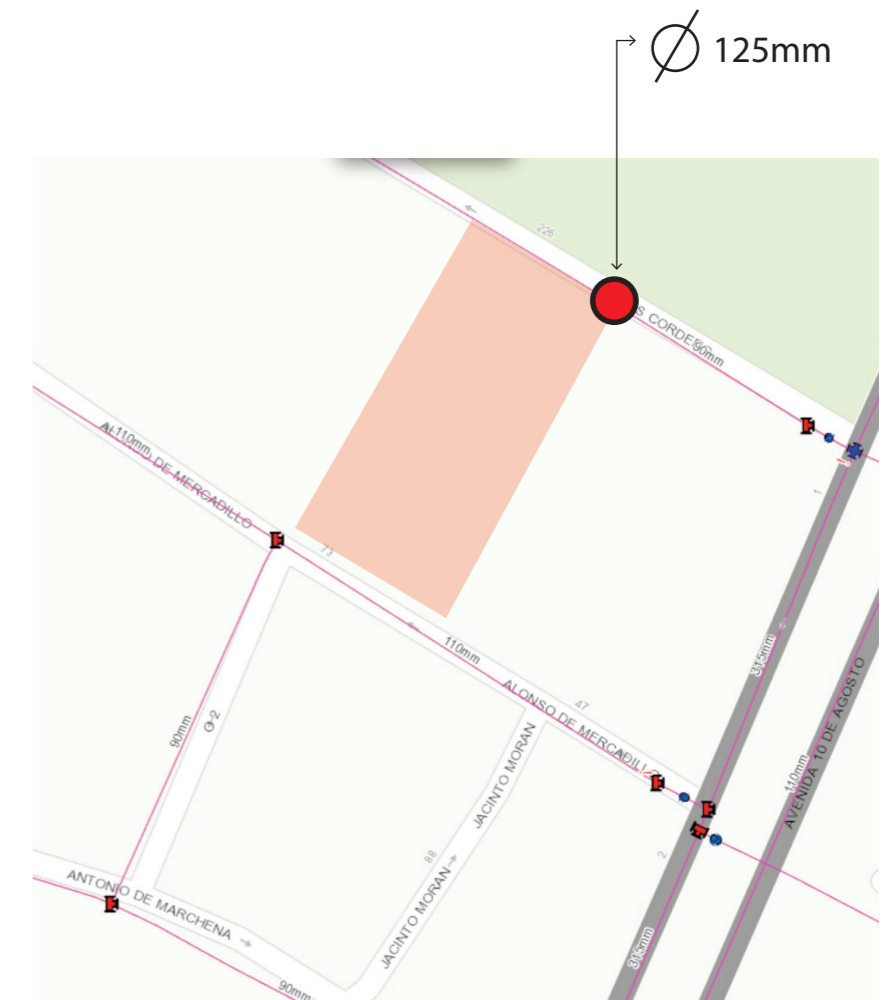 125mm
226
S CORDE
90mm
110mm
DE MERCADILLO
73
110mm
1
315mm
47
ALONSO DE MERCADILLO
AVENIDA 10 DE AGOSTO
110mm
90mm
O-2
JACINTO MORAN
88
2
ANTONIO DE MARCHENA
JACINTO MORAN
315mm
90mm